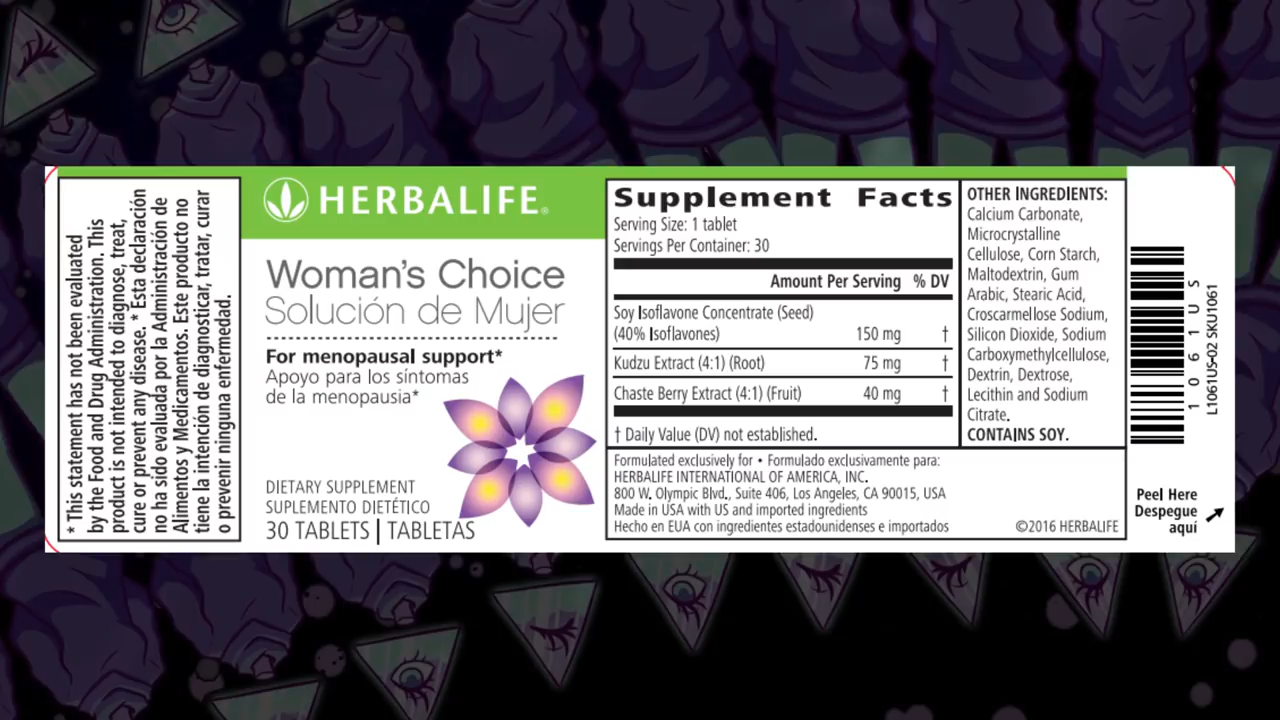 * This statement has not been evaluated
by the Food and Drug Administration. This
product is not intended to diagnose, treat,
cure or prevent any disease. * Esta declaración
no ha sido evaluada por la Administración de
Alimentos y Medicamentos. Este producto no
tiene la intención de diagnosticar, tratar, curar
o prevenir ninguna enfermedad.
HERBALIFE®
Woman's Choice
Solución de Mujer
For menopausal support*
Apoyo para los síntomas
de la menopausia*
DIETARY SUPPLEMENT
SUPLEMENTO DIETÉTICO
30 TABLETS | TABLETAS
Supplement Facts
Serving Size: 1 tablet
Servings Per Container: 30
Amount Per Serving % DV
Soy Isoflavone Concentrate (Seed)
(40% Isoflavones) 150 mg †
Kudzu Extract (4:1) (Root) 75 mg †
Chaste Berry Extract (4:1) (Fruit) 40 mg †
† Daily Value (DV) not established.
OTHER INGREDIENTS:
Calcium Carbonate,
Microcrystalline
Cellulose, Corn Starch,
Maltodextrin, Gum
Arabic, Stearic Acid,
Croscarmellose Sodium,
Silicon Dioxide, Sodium
Carboxymethylcellulose,
Dextrin, Dextrose,
Lecithin and Sodium
Citrate.
CONTAINS SOY.
Formulated exclusively for • Formulado exclusivamente para:
HERBALIFE INTERNATIONAL OF AMERICA, INC.
800 W. Olympic Blvd., Suite 406, Los Angeles, CA 90015, USA
Made in USA with US and imported ingredients
Hecho en EUA con ingredientes estadounidenses e importados
©2016 HERBALIFE
1061US
L1061US-02 SKU1061
Peel Here
Despegue
aquí